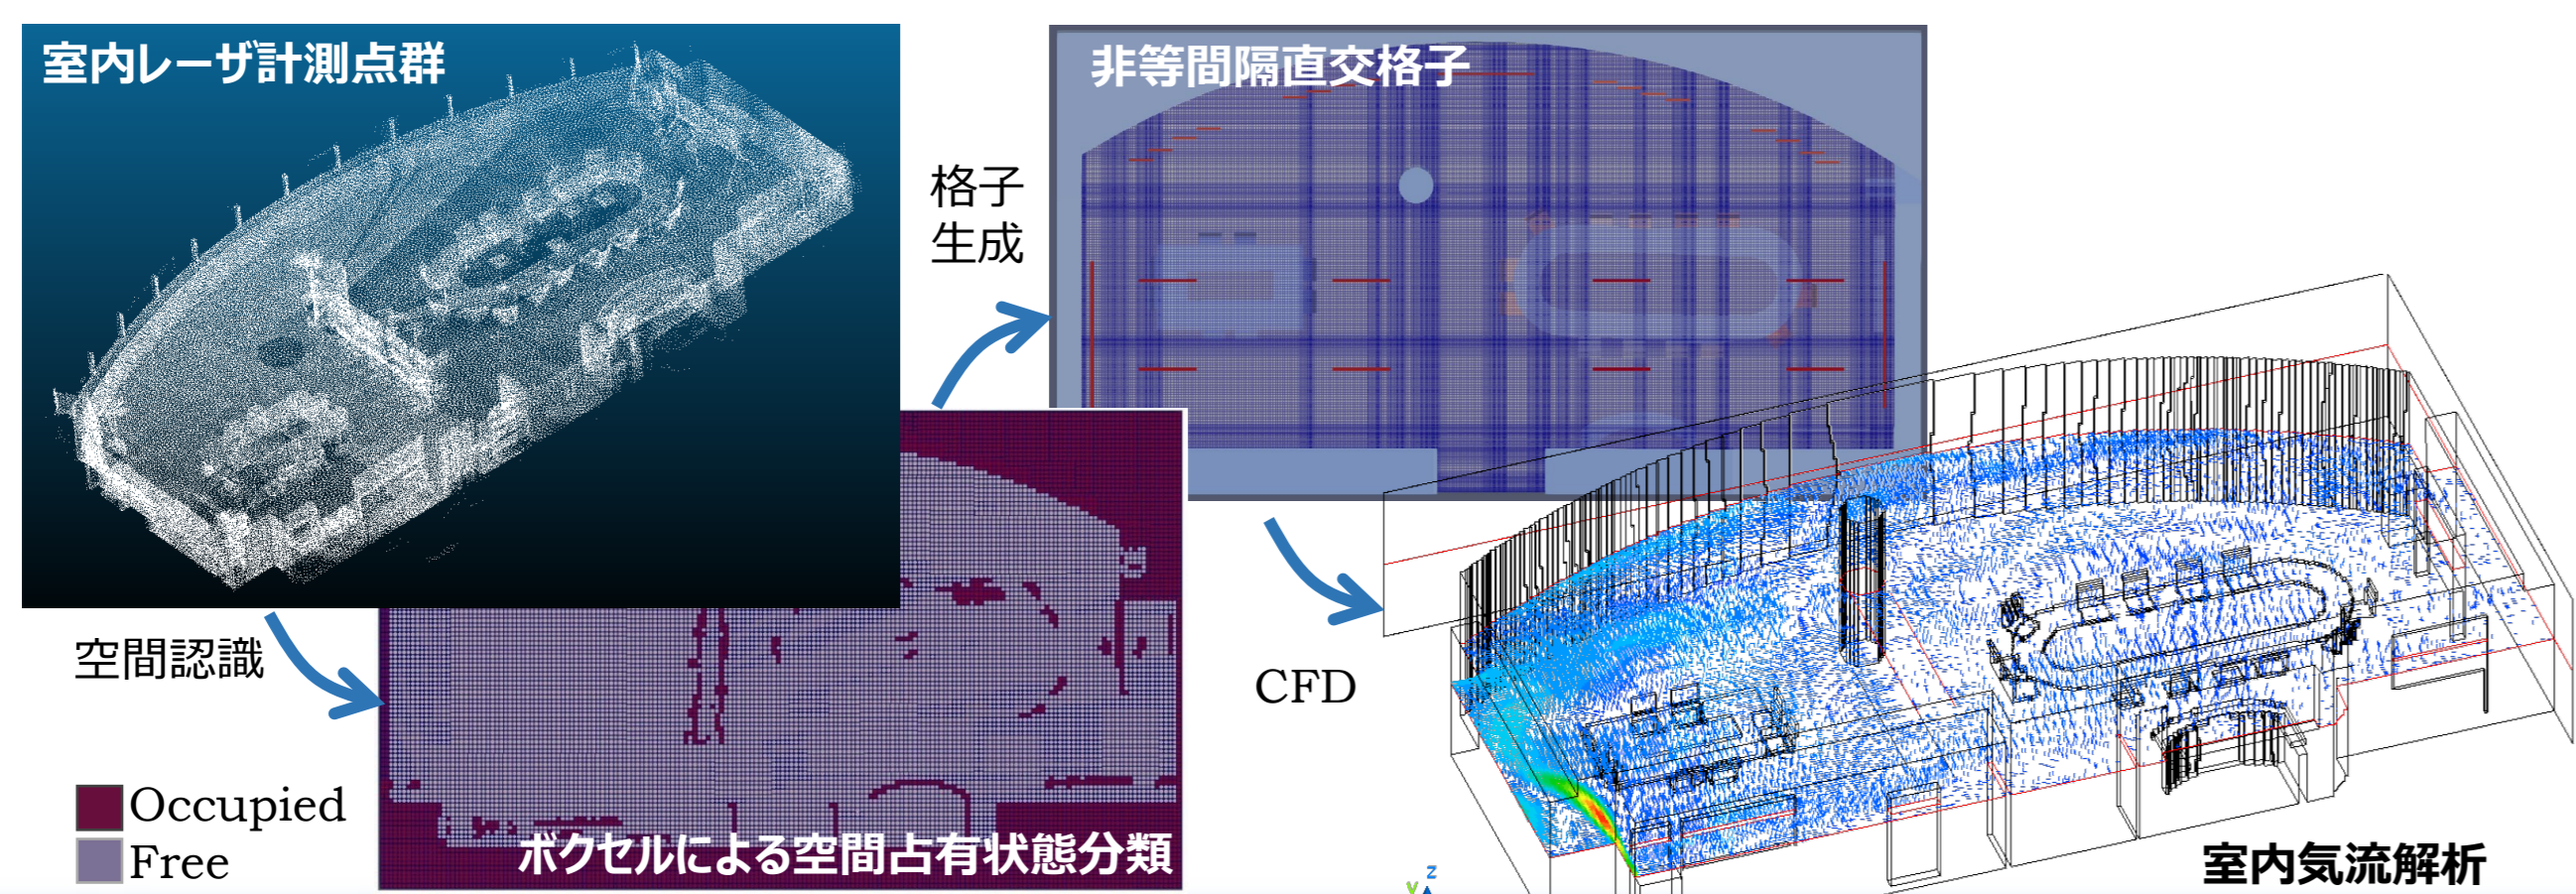 室内レーザ計測点群
空間認識
Occupied
Free
ボクセルによる空間占有状態分類
格子
生成
非等間隔直交格子
CFD
室内気流解析
z
y